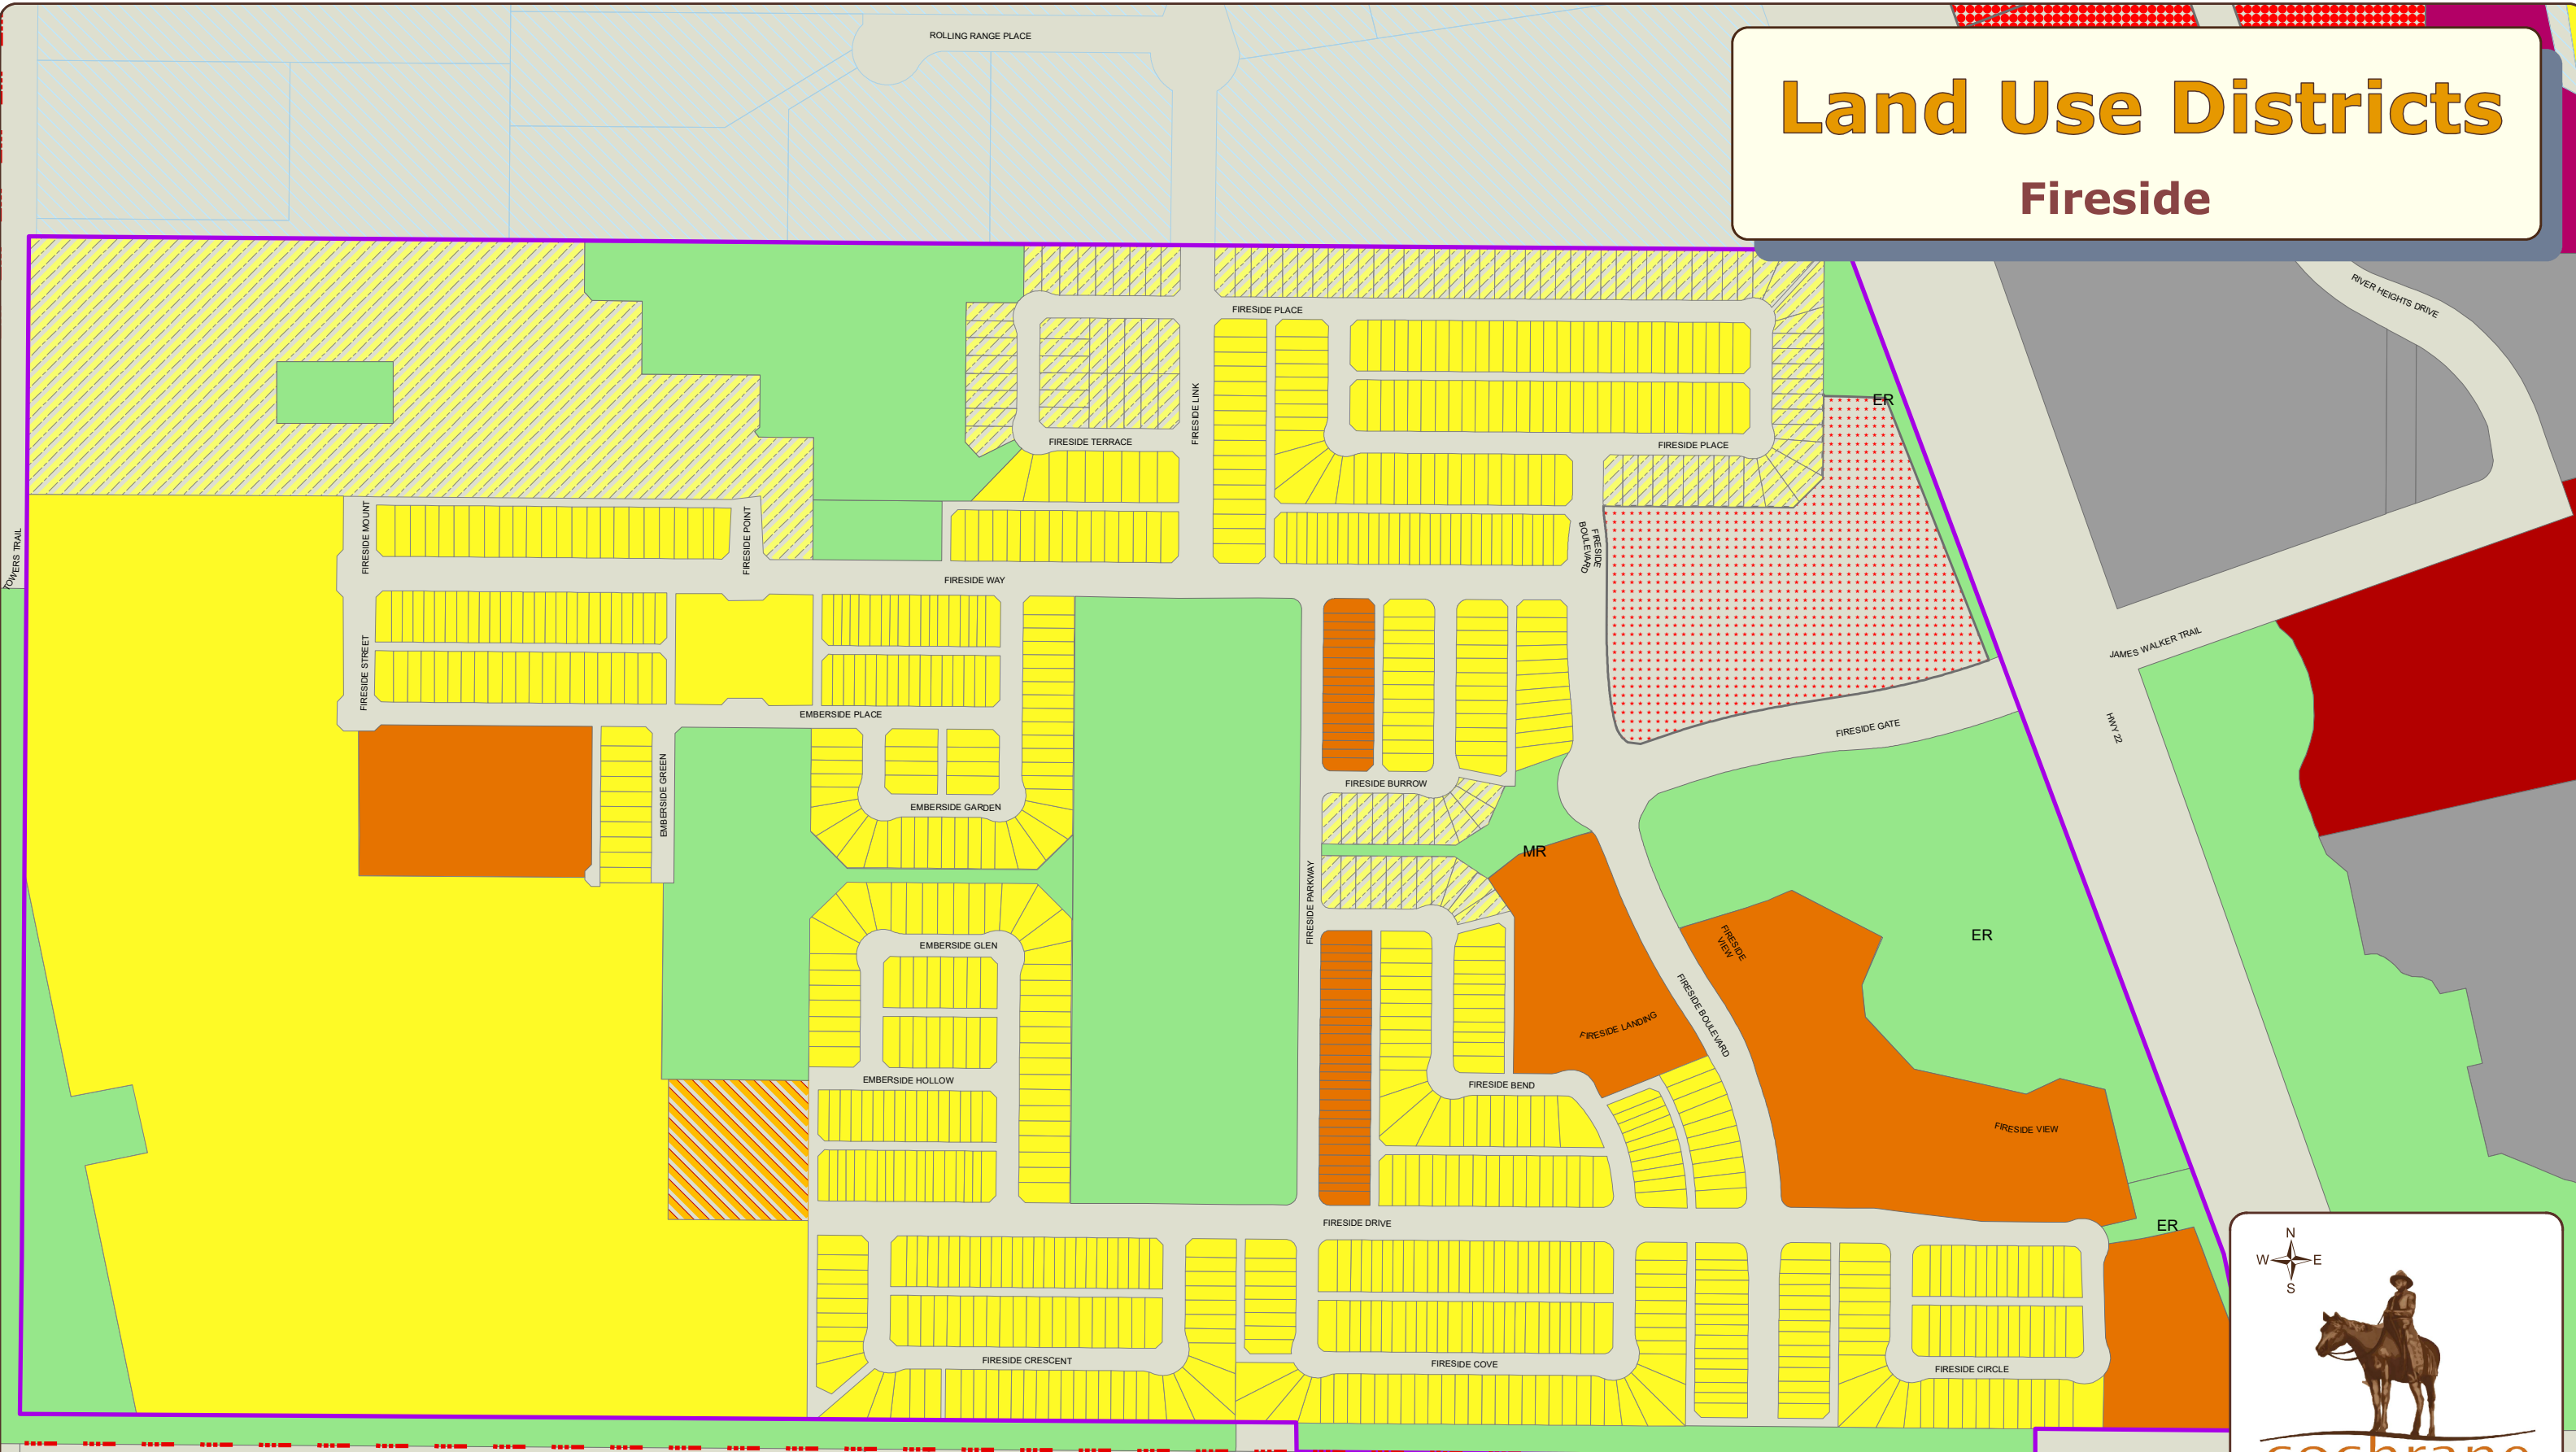 ROLLING RANGE PLACE
Land Use Districts
Fireside
RIVER HEIGHTS DRIVE
FIRESIDE PLACE
FIRESIDE LINK
ER
FIRESIDE TERRACE
FIRESIDE PLACE
TOWERS TRAIL
FIRESIDE MOUNT
FIRESIDE POINT
FIRESIDE
BOULEVARD
FIRESIDE WAY
FIRESIDE STREET
JAMES WALKER TRAIL
EMBERSIDE PLACE
FIRESIDE GATE
HWY 22
EMBERSIDE GREEN
FIRESIDE BURROW
EMBERSIDE GARDEN
MR
FIRESIDE PARKWAY
EMBERSIDE GLEN
FIRESIDE
VIEW
ER
FIRESIDE BOULEVARD
FIRESIDE LANDING
EMBERSIDE HOLLOW
FIRESIDE BEND
FIRESIDE VIEW
FIRESIDE DRIVE
ER
N
W E
S
FIRESIDE CRESCENT
FIRESIDE COVE
FIRESIDE CIRCLE
cochrane